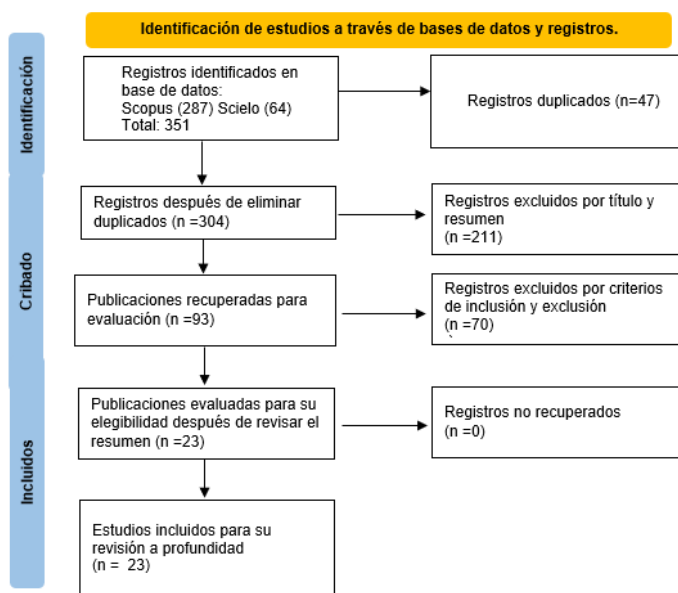 Identificación de estudios a través de bases de datos y registros.
Identificación
Registros identificados en
base de datos:
Scopus (287) Scielo (64)
Total: 351
Registros duplicados (n=47)
Cribado
Registros después de eliminar
duplicados (n =304)
Registros excluidos por título y
resumen
(n =211)
Publicaciones recuperadas para
evaluación (n =93)
Registros excluidos por criterios
de inclusión y exclusión
(n =70)
`
Incluidos
Publicaciones evaluadas para su
elegibilidad después de revisar el
resumen (n =23)
Registros no recuperados
(n =0)
Estudios incluidos para su
revisión a profundidad
(n = 23)